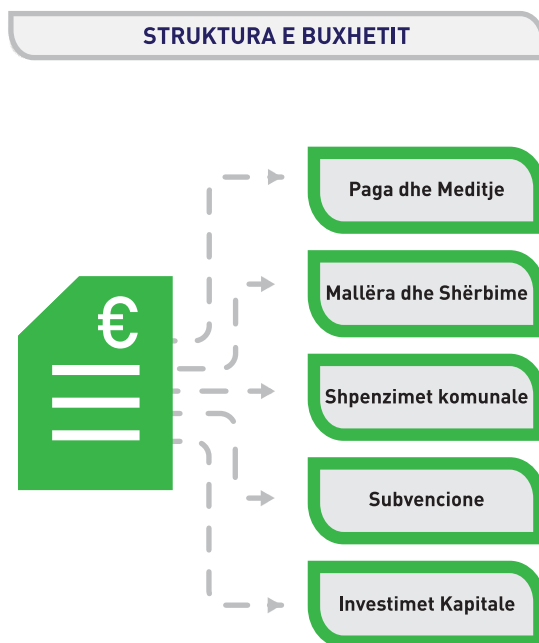 STRUKTURA E BUXHETIT
Paga dhe Meditje
Mallëra dhe Shërbime
€
Shpenzimet komunale
Subvencione
Investimet Kapitale